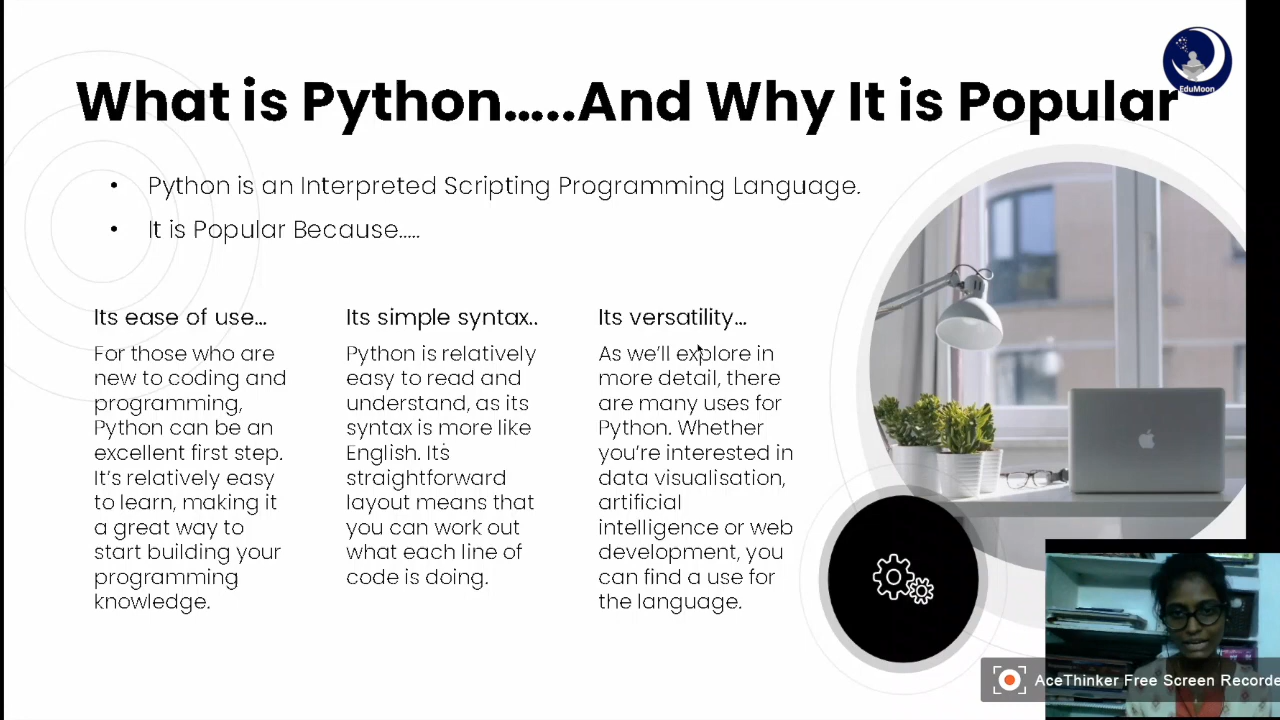 EduMoon
What is Python.....And Why It is Popular
• Python is an Interpreted Scripting Programming Language.
• It is Popular Because.....
Its ease of use...
For those who are
new to coding and
programming,
Python can be an
excellent first step.
It's relatively easy
to learn, making it
a great way to
start building your
programming
knowledge.
Its simple syntax..
Python is relatively
easy to read and
understand, as its
syntax is more like
English. Its
straightforward
layout means that
you can work out
what each line of
code is doing.
Its versatility...
As we'll explore in
more detail, there
are many uses for
Python. Whether
you're interested in
data visualisation,
artificial
intelligence or web
development, you
can find a use for
the language.
AceThinker Free Screen Recorde